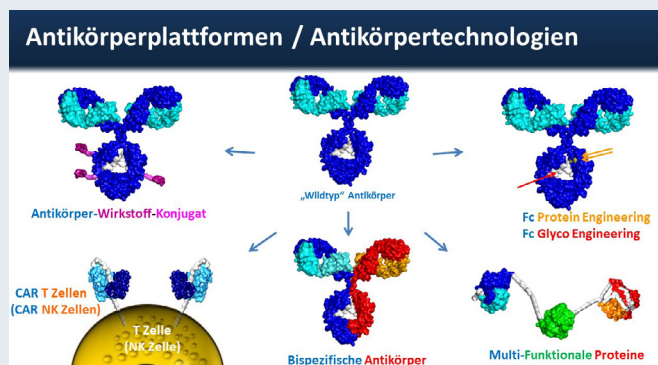 Antikörperplattformen / Antikörpertechnologien
„Wildtyp“ Antikörper
Antikörper-Wirkstoff-Konjugat
Fc Protein Engineering
Fc Glyco Engineering
CAR T Zellen
(CAR NK Zellen)
T Zelle
(NK Zelle)
Bispezifische Antikörper
Multi-Funktionale Proteine